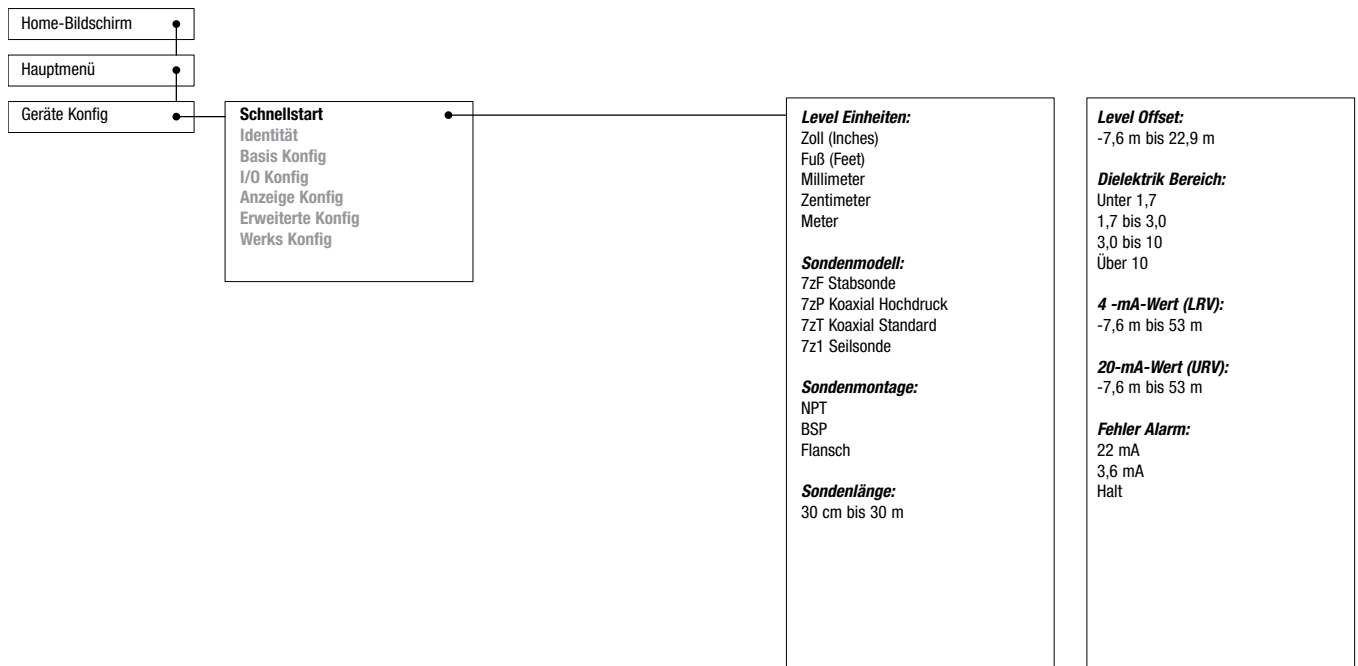 Home-Bildschirm
Hauptmenü
Geräte Konfig
Schnellstart
Identität
Basis Konfig
I/O Konfig
Anzeige Konfig
Erweiterte Konfig
Werks Konfig
Level Einheiten:
Zoll (Inches)
Fuß (Feet)
Millimeter
Zentimeter
Meter
Sondenmodell:
7zF Stabsonde
7zP Koaxial Hochdruck
7zT Koaxial Standard
7z1 Seilsonde
Sondenmontage:
NPT
BSP
Flansch
Sondenlänge:
30 cm bis 30 m
Level Offset:
-7,6 m bis 22,9 m
Dielektrik Bereich:
Unter 1,7
1,7 bis 3,0
3,0 bis 10
Über 10
4 -mA-Wert (LRV):
-7,6 m bis 53 m
20-mA-Wert (URV):
-7,6 m bis 53 m
Fehler Alarm:
22 mA
3,6 mA
Halt